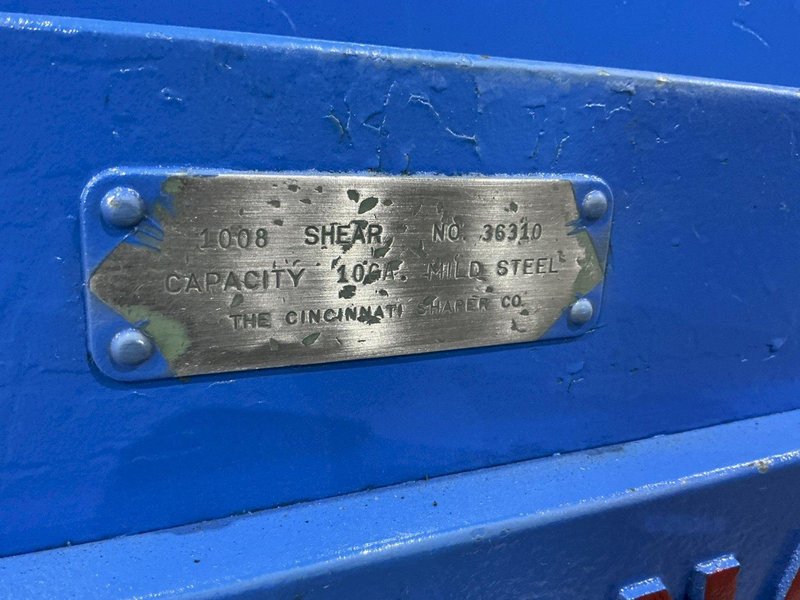 1008 SHEAR NO. 36310
CAPACITY 10GA. MILD STEEL
THE CINCINNATI SHAPER CO.